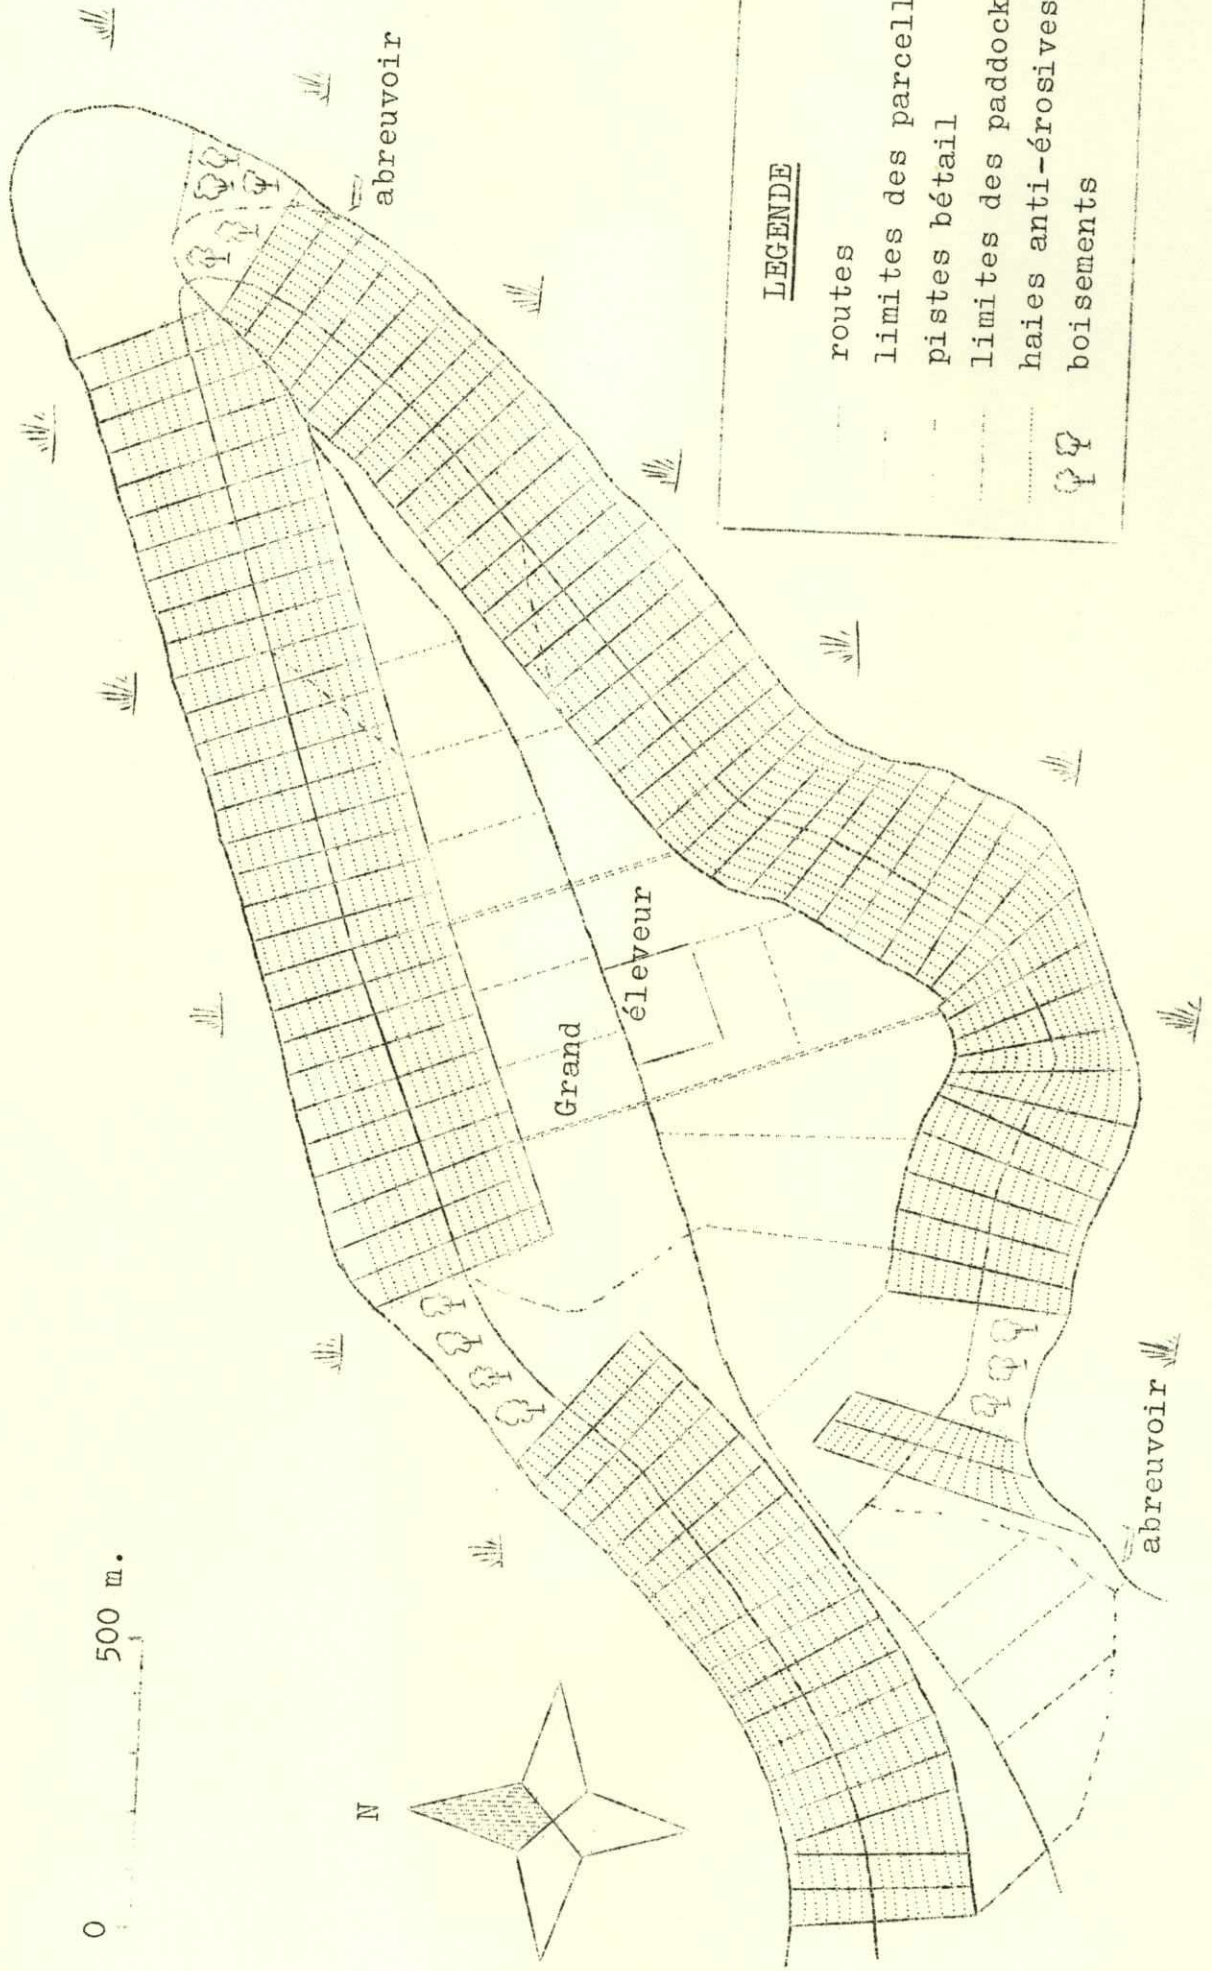 0 500 m.
N
abreuvoir
Grand
éleveur
abreuvoir
LEGENDE
routes
limites des parcell
pistes bétail
limites des paddock
haies anti-érosives
boisements